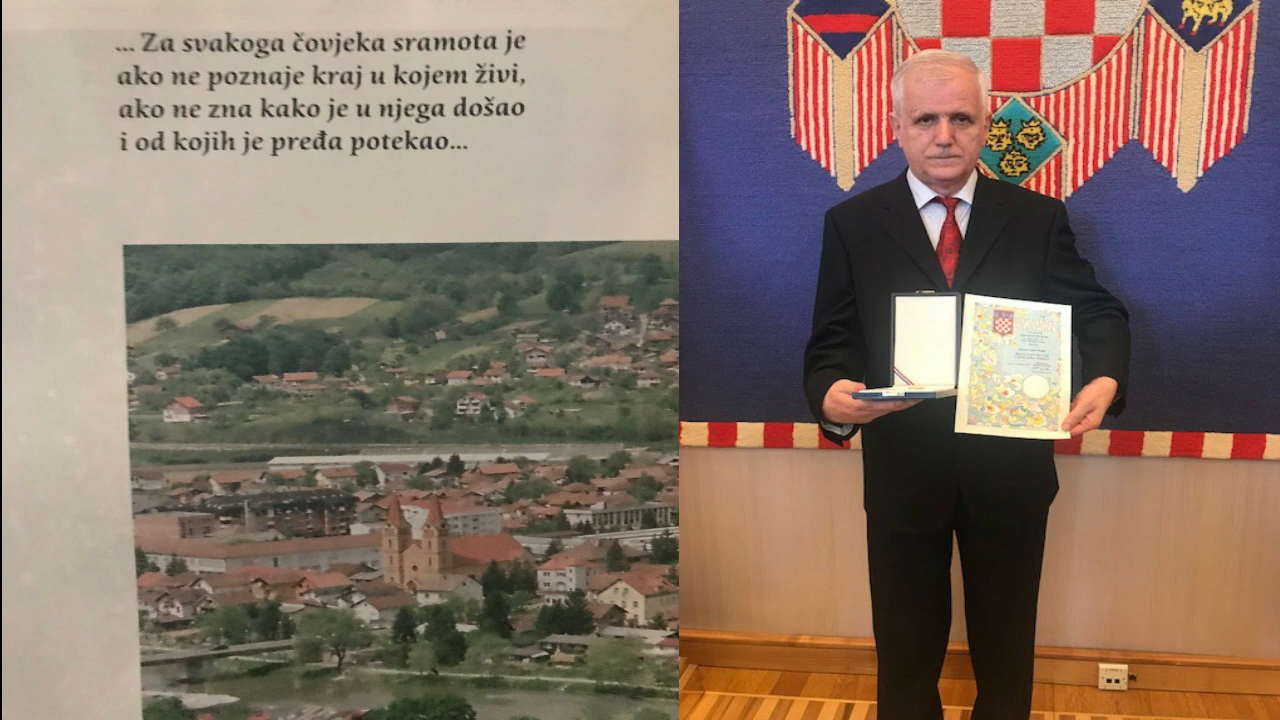 ... Za svakoga čovjeka sramota je
ako ne poznaje kraj u kojem živi,
ako ne zna kako je u njega došao
i od kojih je pređa potekao...